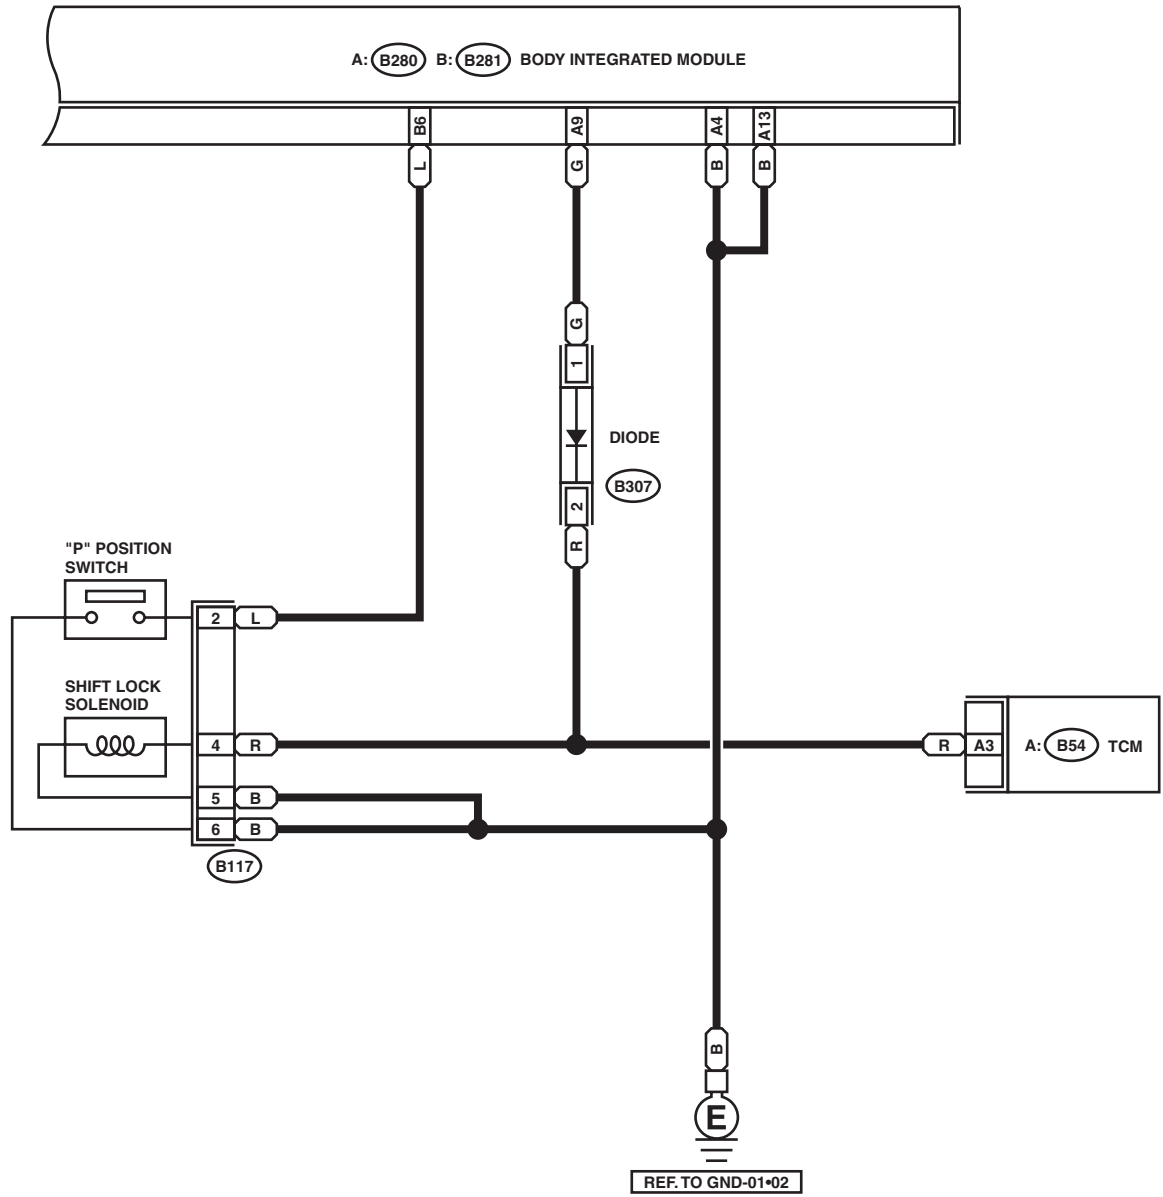 A: B280 B: B281 BODY INTEGRATED MODULE
B6 A9 A4 A13
L G B B
G
1
DIODE
B307
2
R
"P" POSITION
SWITCH
2 L
SHIFT LOCK
SOLENOID
4 R
R A3 A: B54 TCM
5 B
6 B
B117
B
E
REF. TO GND-01•02